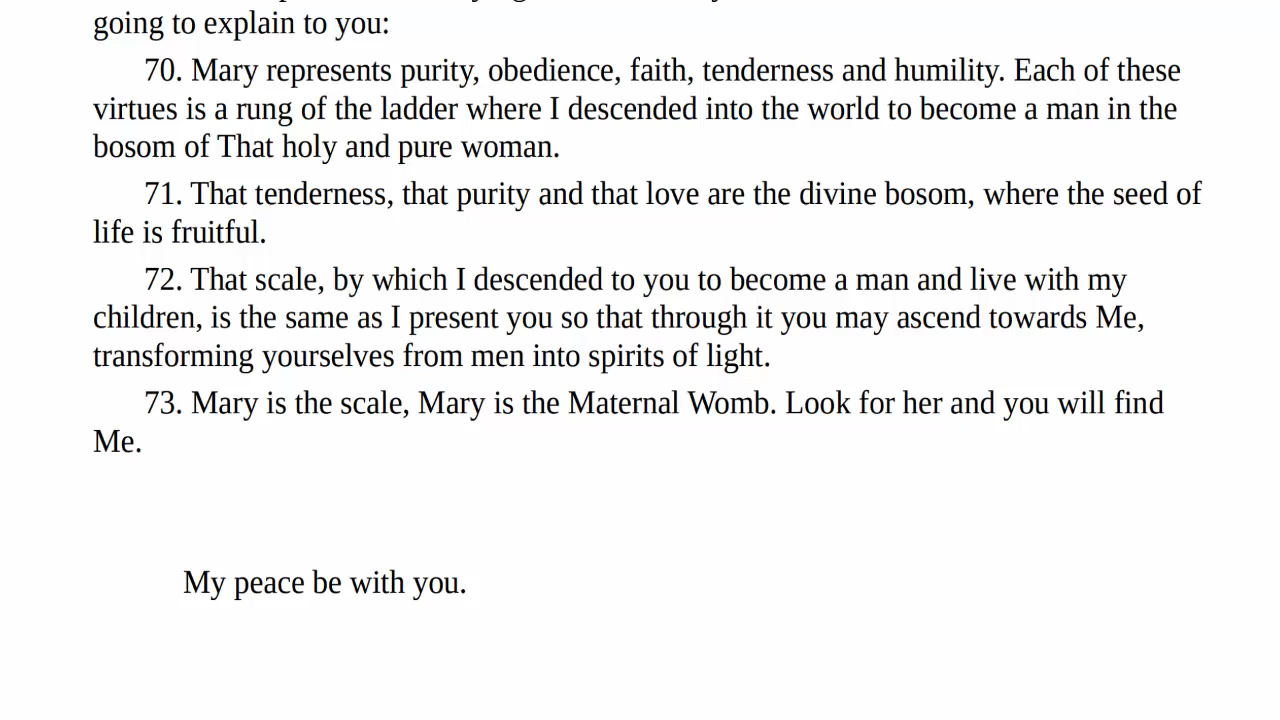 going to explain to you:
70. Mary represents purity, obedience, faith, tenderness and humility. Each of these
virtues is a rung of the ladder where I descended into the world to become a man in the
bosom of That holy and pure woman.
71. That tenderness, that purity and that love are the divine bosom, where the seed of
life is fruitful.
72. That scale, by which I descended to you to become a man and live with my
children, is the same as I present you so that through it you may ascend towards Me,
transforming yourselves from men into spirits of light.
73. Mary is the scale, Mary is the Maternal Womb. Look for her and you will find
Me.
My peace be with you.